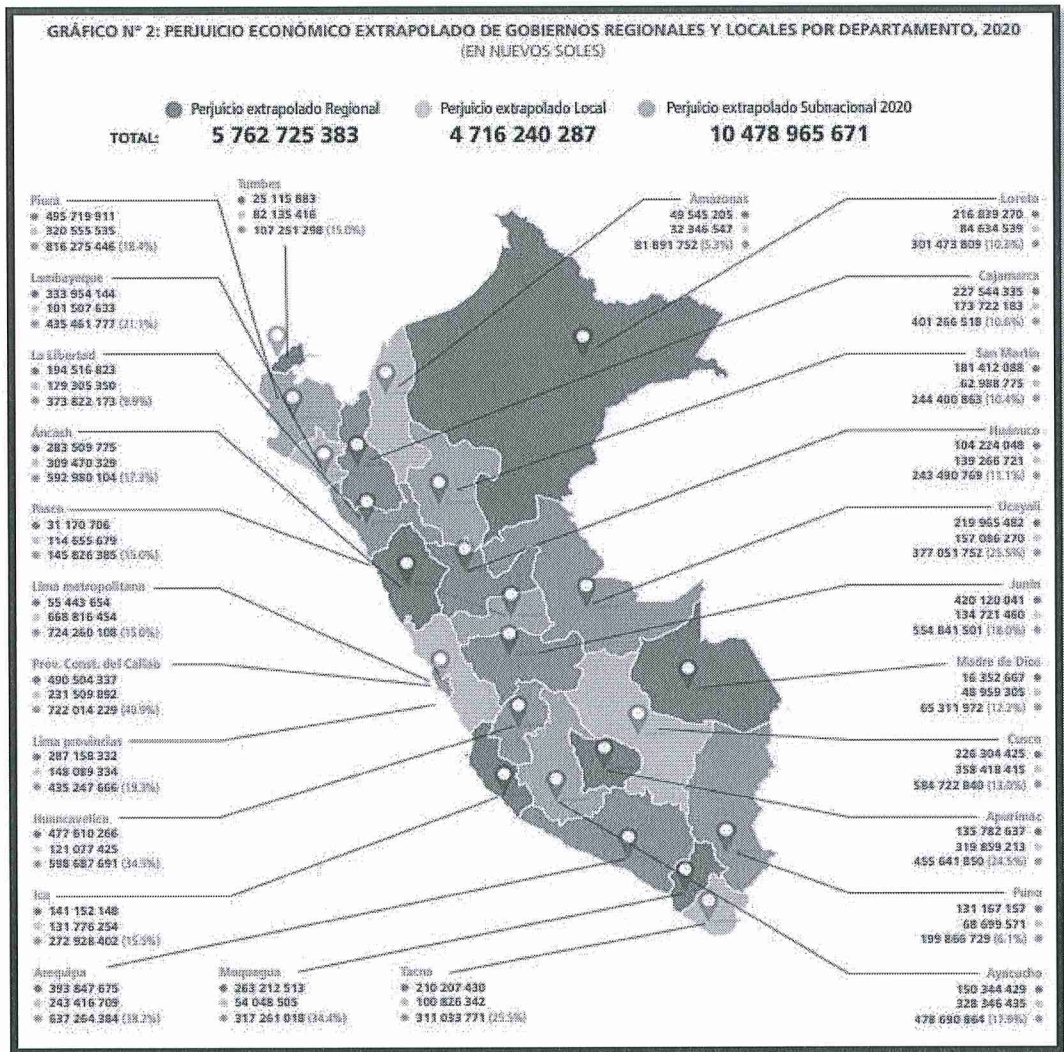 GRÁFICO N° 2: PERJUICIO ECONÓMICO EXTRAPOLADO DE GOBIERNOS REGIONALES Y LOCALES POR DEPARTAMENTO, 2020
(EN NUEVOS SOLES)
Perjuicio extrapolado Regional
Perjuicio extrapolado Local
Perjuicio extrapolado Subnacional 2020
TOTAL: 5 762 725 383 4 716 240 287 10 478 965 671
Piura
495 719 911
320 555 535
816 275 446 (18.4%)
Lambayeque
333 954 144
101 507 633
435 461 777 (21.1%)
La Libertad
194 516 823
129 305 350
373 822 173 (9.9%)
Áncash
283 509 775
309 470 329
592 980 104 (17.3%)
Pasco
31 170 706
114 655 679
145 826 385 (15.0%)
Lima metropolitana
55 443 654
668 816 454
724 260 108 (15.0%)
Prov. Const. del Callao
490 504 337
231 509 892
722 014 229 (40.9%)
Lima provincias
287 158 332
148 089 334
435 247 666 (19.3%)
Huancavelica
477 610 266
121 077 425
598 687 691 (34.3%)
Ica
141 152 148
131 776 254
272 928 402 (15.5%)
Arequipa
393 847 675
243 416 709
637 264 384 (18.2%)
Tumbes
25 115 883
82 135 416
107 251 298 (15.0%)
Moquegua
263 212 513
54 048 505
317 261 018 (34.4%)
Tacna
210 207 430
100 826 342
311 033 771 (25.5%)
Amazonas
49 545 205
32 346 547
81 891 752 (5.3%)
Loreto
216 839 270
84 634 539
301 473 809 (10.3%)
Cajamarca
227 544 335
173 722 183
401 266 518 (10.6%)
San Martín
181 412 088
62 988 775
244 400 863 (10.4%)
Huánuco
104 224 048
139 266 721
243 490 769 (11.1%)
Ucayali
219 965 482
157 086 270
377 051 752 (25.5%)
Junín
420 120 041
134 721 460
554 841 501 (18.0%)
Madre de Dios
16 352 667
48 959 305
65 311 972 (12.2%)
Cusco
226 304 425
358 418 415
584 722 840 (13.0%)
Apurímac
135 782 637
319 859 213
455 641 850 (24.5%)
Puno
131 167 157
68 699 571
199 866 729 (6.1%)
Ayacucho
150 344 429
328 346 435
478 690 864 (17.9%)